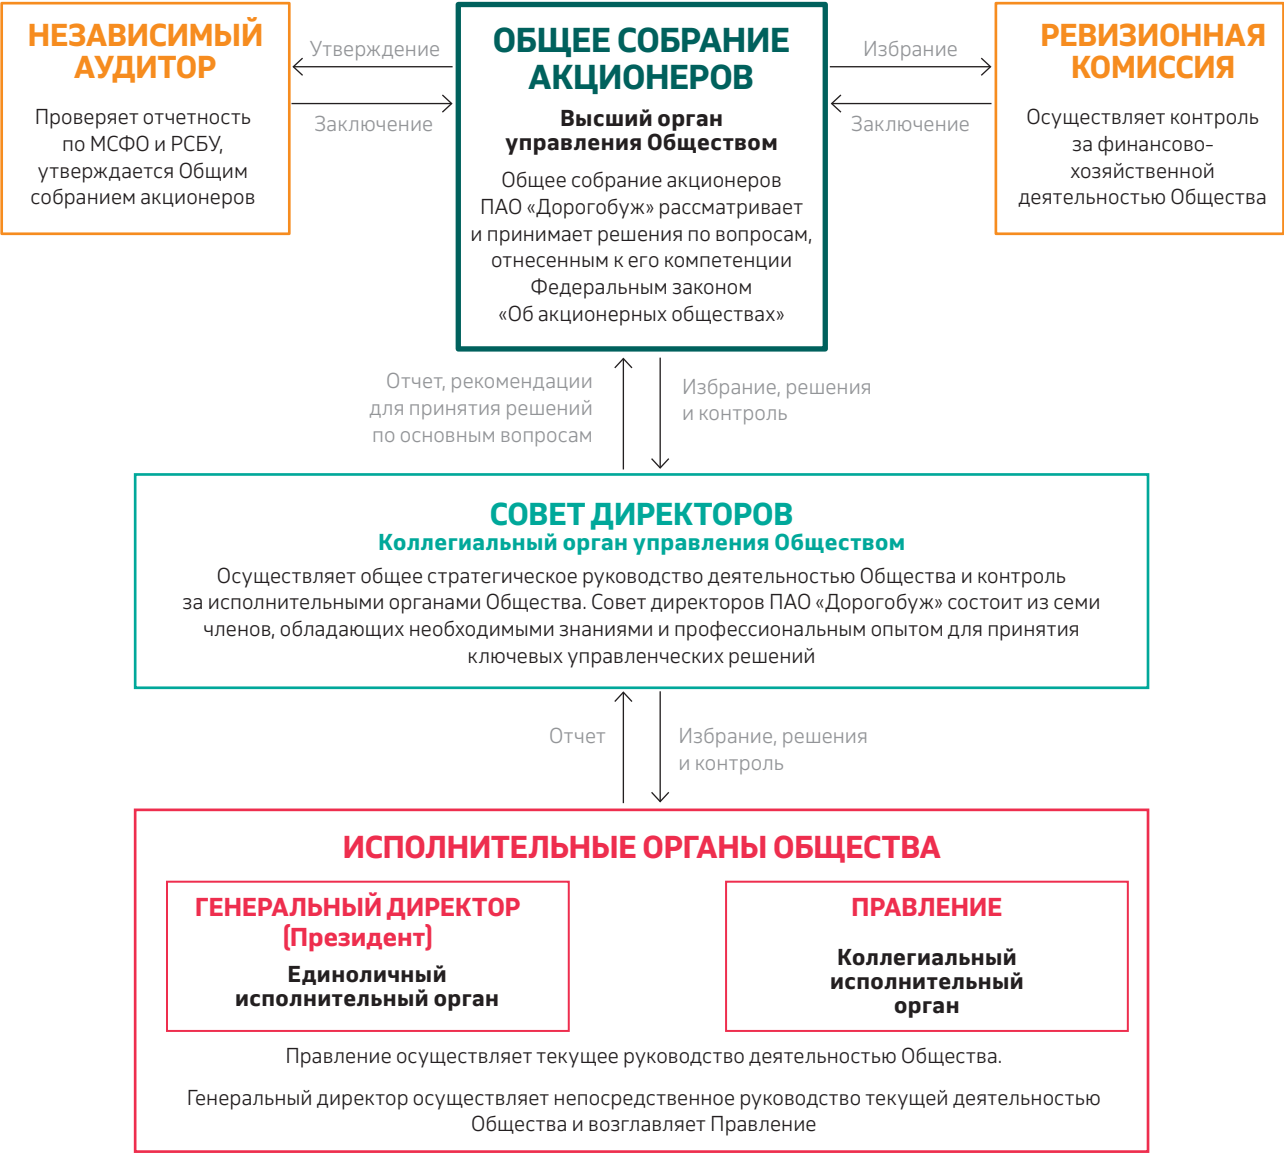 НЕЗАВИСИМЫЙ
АУДИТОР
Проверяет отчетность
по МСФО и РСБУ,
утверждается Общим
собранием акционеров
Утверждение
Заключение
ОБЩЕЕ СОБРАНИЕ
АКЦИОНЕРОВ
Высший орган
управления Обществом
Общее собрание акционеров
ПАО «Дорогобуж» рассматривает
и принимает решения по вопросам,
отнесенным к его компетенции
Федеральным законом
«Об акционерных обществах»
Избрание
Заключение
РЕВИЗИОННАЯ
КОМИССИЯ
Осуществляет контроль
за финансово-
хозяйственной
деятельностью Общества
Отчет, рекомендации
для принятия решений
по основным вопросам
Избрание, решения
и контроль
СОВЕТ ДИРЕКТОРОВ
Коллегиальный орган управления Обществом
Осуществляет общее стратегическое руководство деятельностью Общества и контроль
за исполнительными органами Общества. Совет директоров ПАО «Дорогобуж» состоит из семи
членов, обладающих необходимыми знаниями и профессиональным опытом для принятия
ключевых управленческих решений
Отчет
Избрание, решения
и контроль
ИСПОЛНИТЕЛЬНЫЕ ОРГАНЫ ОБЩЕСТВА
ГЕНЕРАЛЬНЫЙ ДИРЕКТОР
(Президент)
Единоличный
исполнительный орган
ПРАВЛЕНИЕ
Коллегиальный
исполнительный
орган
Правление осуществляет текущее руководство деятельностью Общества.
Генеральный директор осуществляет непосредственное руководство текущей деятельностью
Общества и возглавляет Правление